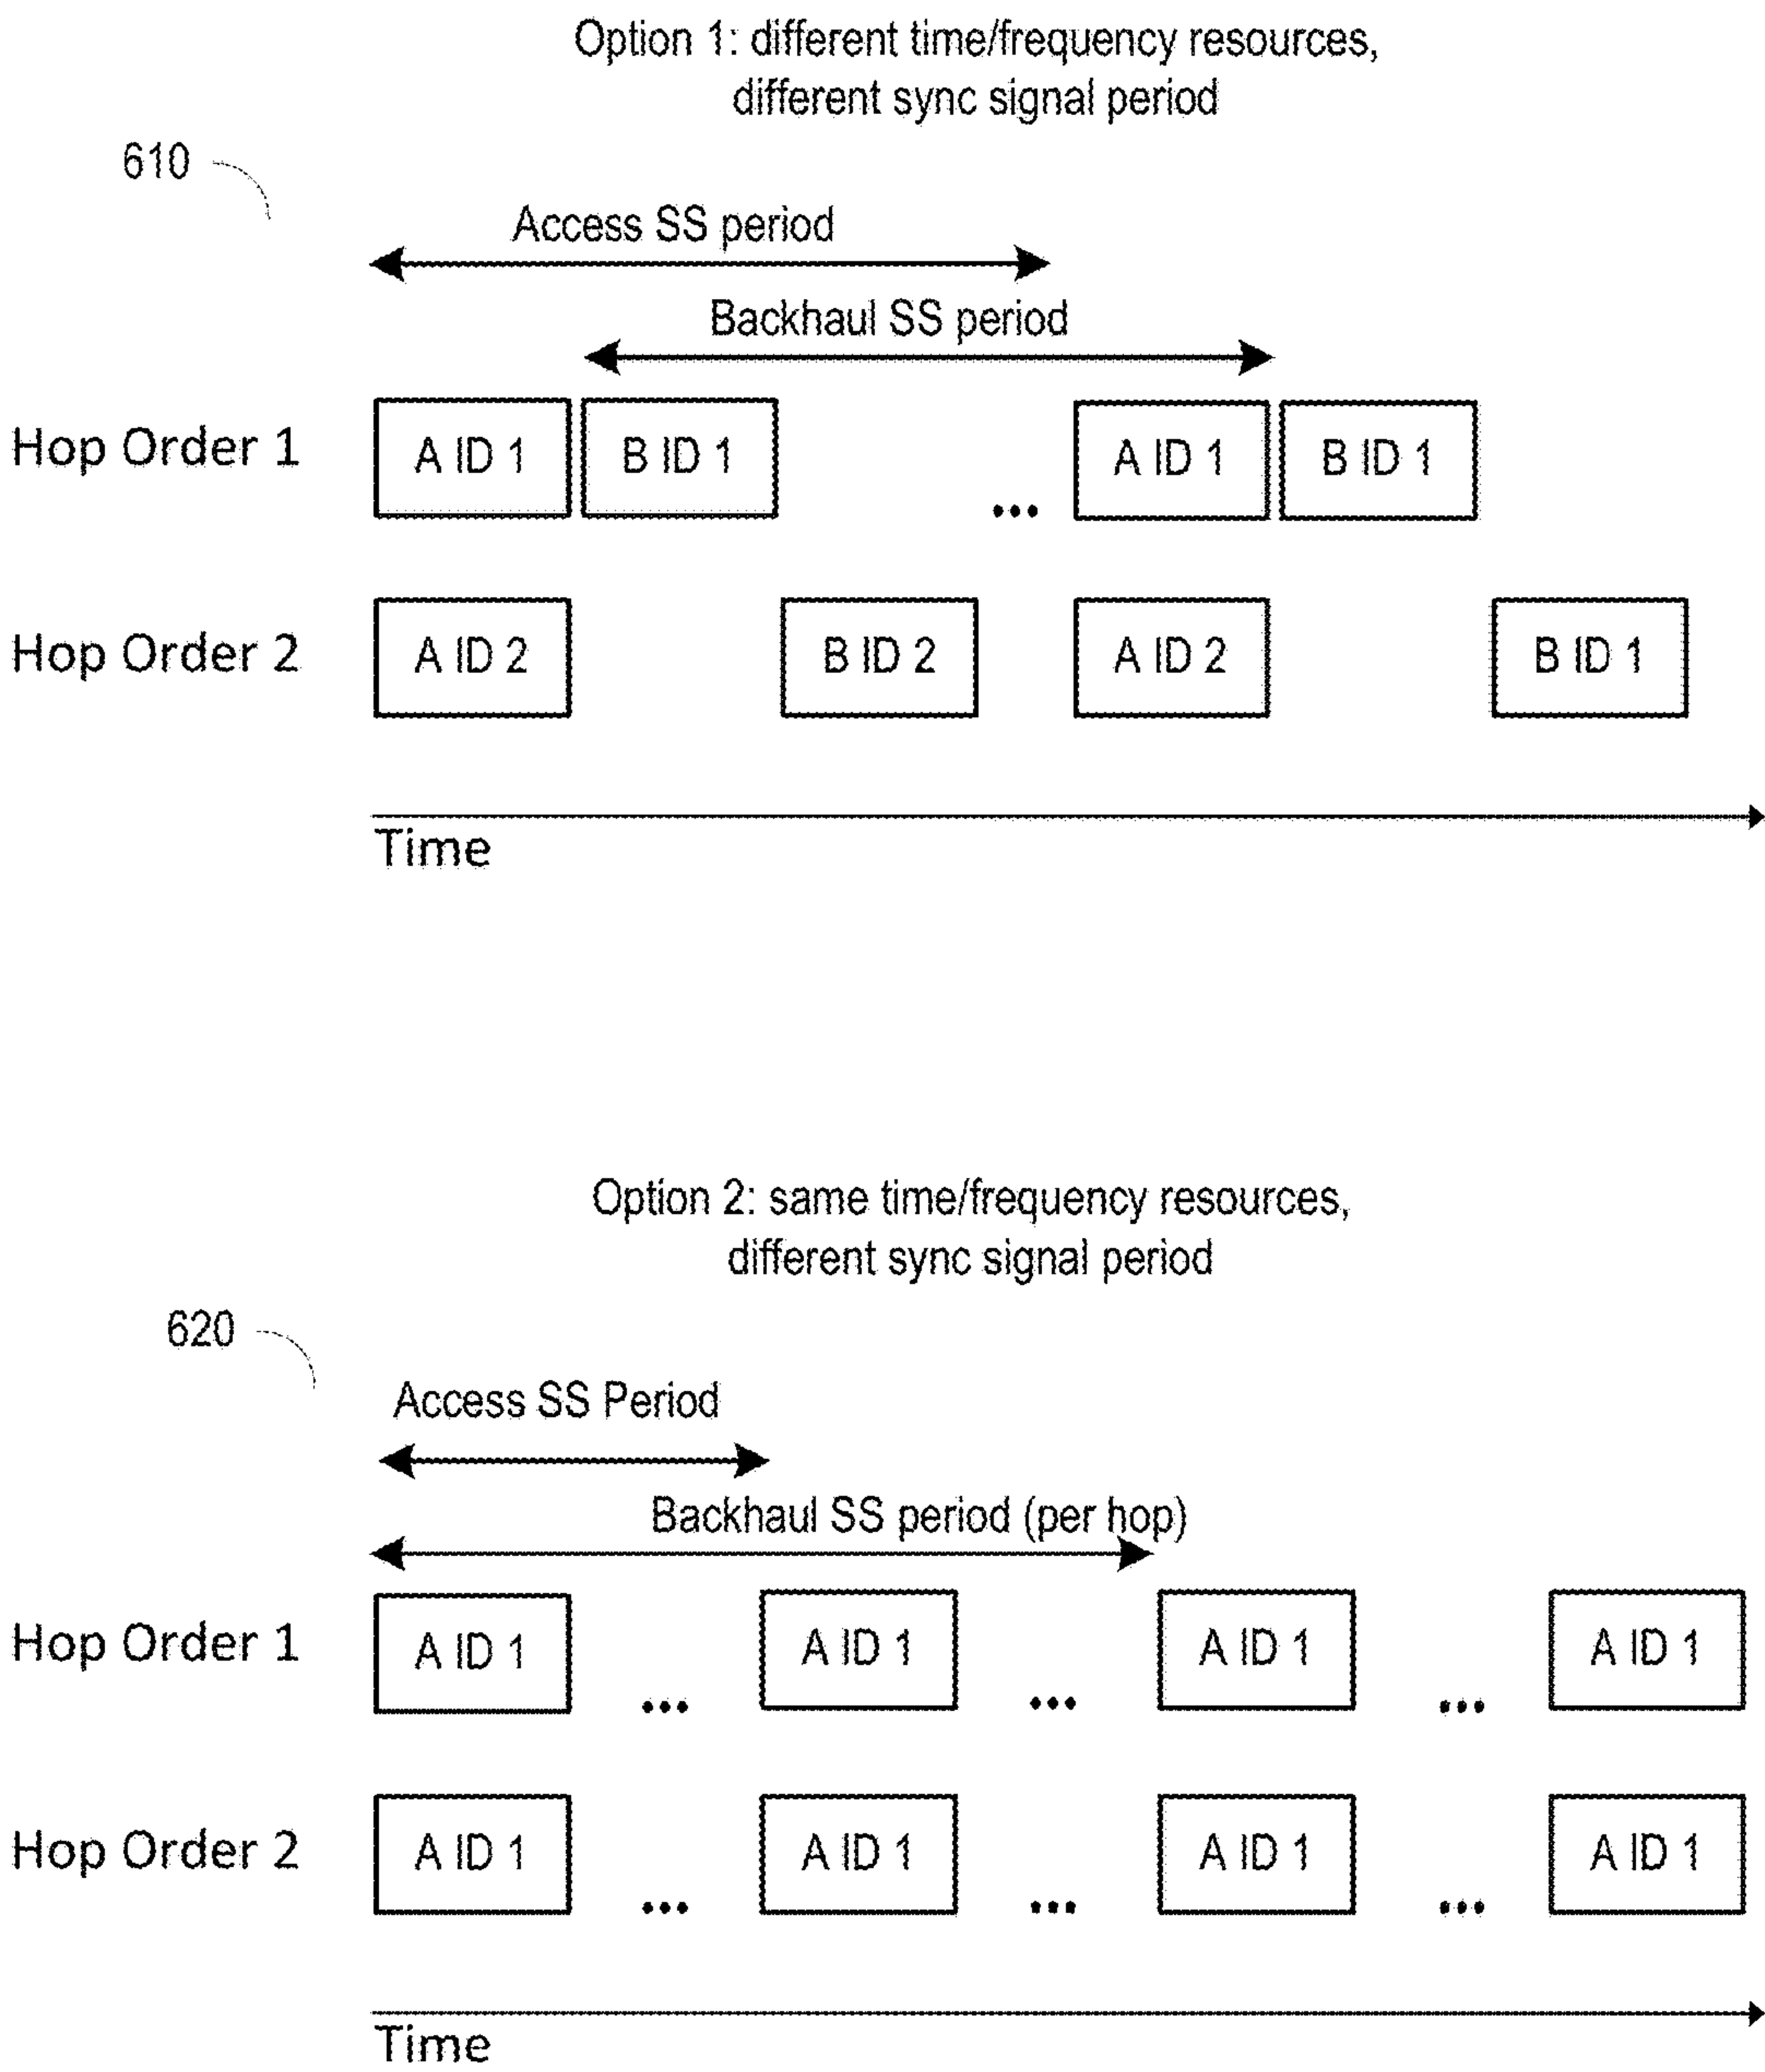 Option 1: different time/frequency resources,
different sync signal period
610
Access SS period
Backhaul SS period
Hop Order 1 A ID 1 B ID 1 ... A ID 1 B ID 1
Hop Order 2 A ID 2 B ID 2 A ID 2 B ID 1
Time
Option 2: same time/frequency resources,
different sync signal period
620
Access SS Period
Backhaul SS period (per hop)
Hop Order 1 A ID 1 ... A ID 1 ... A ID 1 ... A ID 1
Hop Order 2 A ID 1 ... A ID 1 ... A ID 1 ... A ID 1
Time